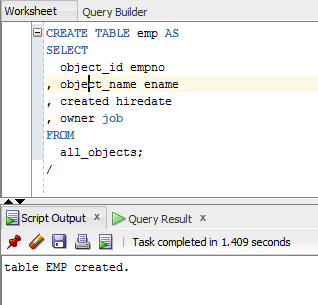 Worksheet Query Builder
CREATE TABLE emp AS
SELECT
object_id empno
, object_name ename
, created hiredate
, owner job
FROM
all_objects;
/
Script Output x Query Result x
Task completed in 1.409 seconds
table EMP created.